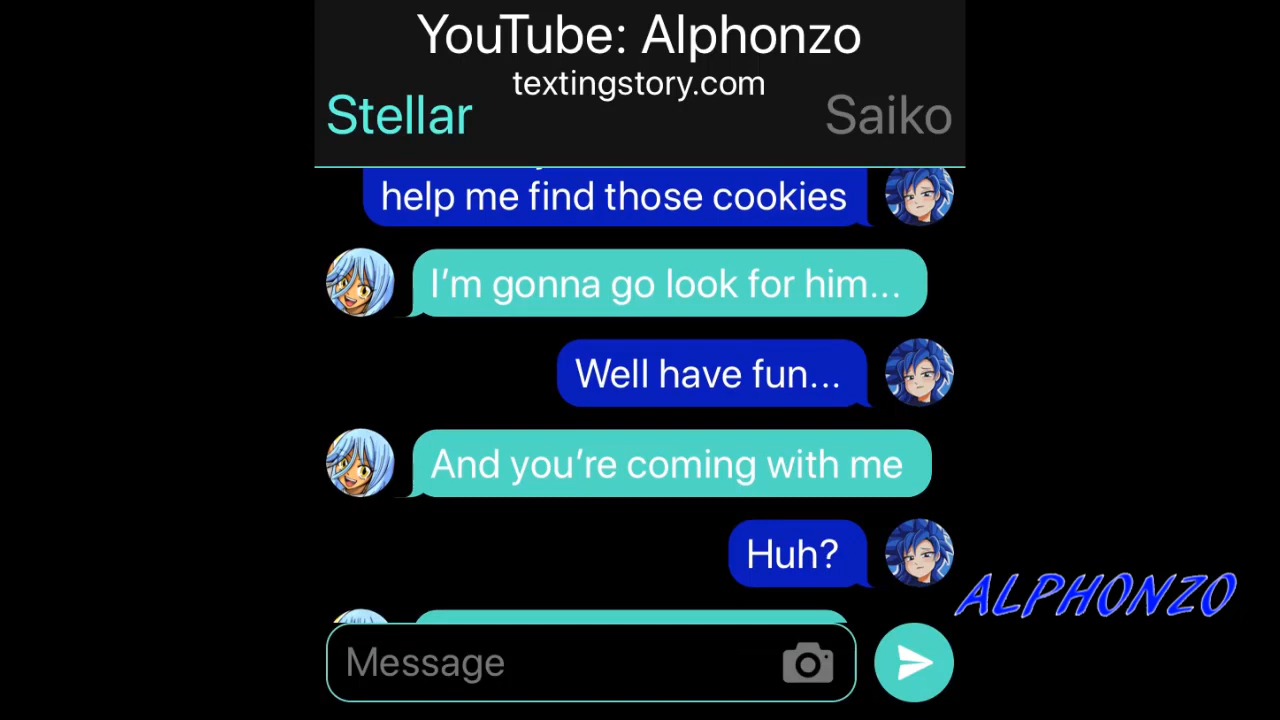 YouTube: Alphonzo
textingstory.com
Stellar
Saiko
help me find those cookies
I'm gonna go look for him...
Well have fun...
And you're coming with me
Huh?
ALPHONZO
Message